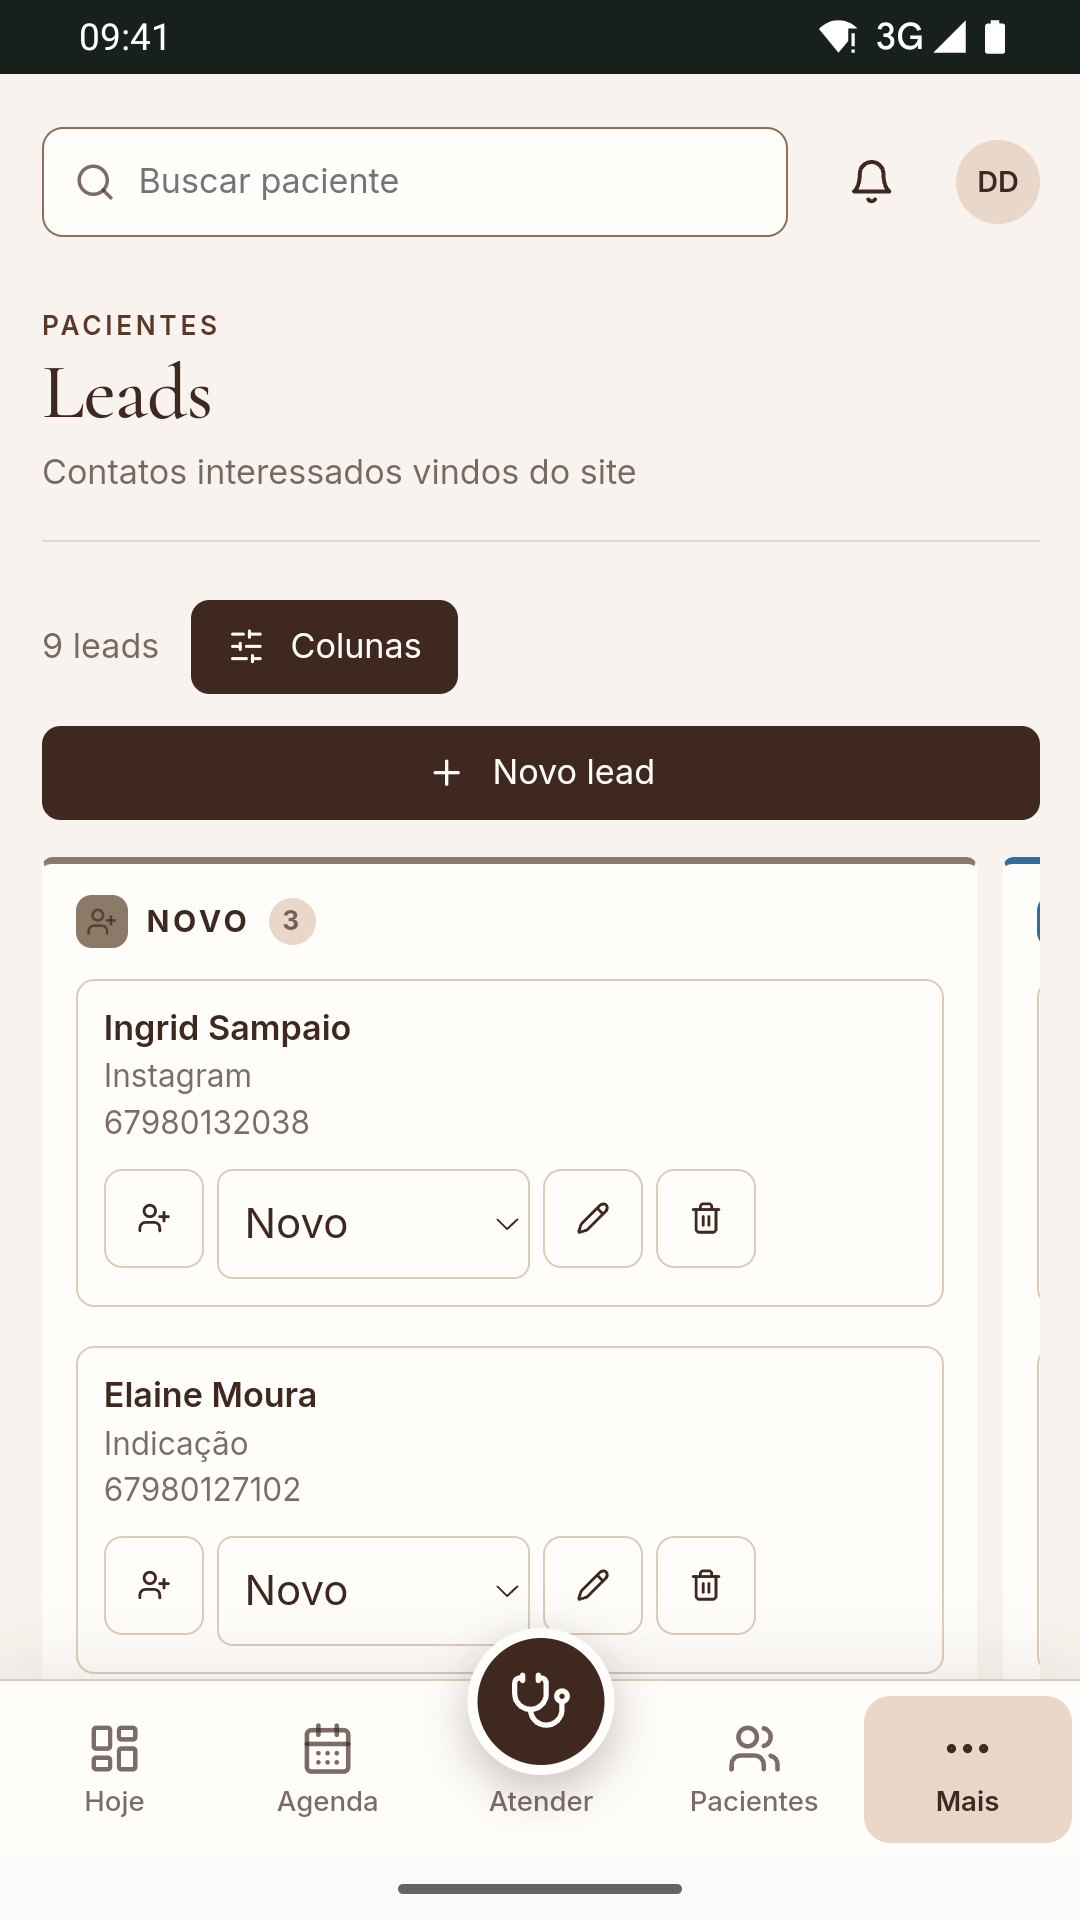 09:41
3G
Buscar paciente
DD
PACIENTES
Leads
Contatos interessados vindos do site
9 leads
Colunas
Novo lead
NOVO 3
Ingrid Sampaio
Instagram
67980132038
Novo
Elaine Moura
Indicação
67980127102
Novo
Hoje
Agenda
Atender
Pacientes
Mais